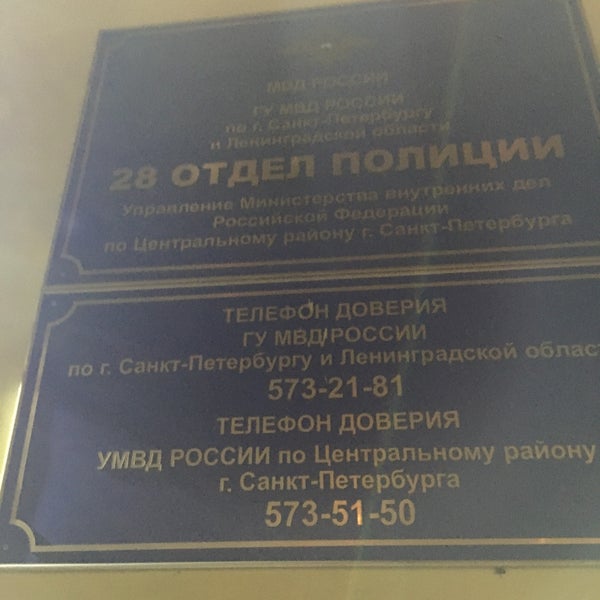 МВД РОССИИ
ГУ МВД РОССИИ
по г. Санкт-Петербургу
и Ленинградской области
28 ОТДЕЛ ПОЛИЦИИ
Управление Министерства внутренних дел
Российской Федерации
по Центральному району г. Санкт-Петербурга
ТЕЛЕФОН ДОВЕРИЯ
ГУ МВД РОССИИ
по г. Санкт-Петербургу и Ленинградской област
573-21-81
ТЕЛЕФОН ДОВЕРИЯ
УМВД РОССИИ по Центральному району
г. Санкт-Петербурга
573-51-50